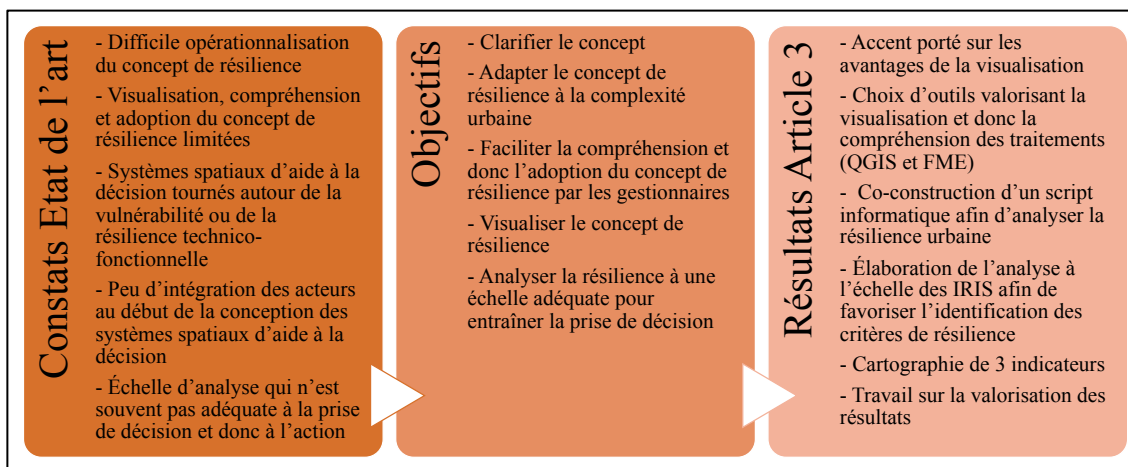 Constats Etat de l’art
- Difficile opérationnalisation
du concept de résilience
- Visualisation, compréhension
et adoption du concept de
résilience limitées
- Systèmes spatiaux d’aide à la
décision tournés autour de la
vulnérabilité ou de la
résilience technico-
fonctionnelle
- Peu d’intégration des acteurs
au début de la conception des
systèmes spatiaux d’aide à la
décision
- Échelle d’analyse qui n’est
souvent pas adéquate à la prise
de décision et donc à l’action
Objectifs
- Clarifier le concept
- Adapter le concept de
résilience à la complexité
urbaine
- Faciliter la compréhension et
donc l’adoption du concept de
résilience par les gestionnaires
- Visualiser le concept de
résilience
- Analyser la résilience à une
échelle adéquate pour
entraîner la prise de décision
Résultats Article 3
- Accent porté sur les
avantages de la visualisation
- Choix d’outils valorisant la
visualisation et donc la
compréhension des traitements
(QGIS et FME)
- Co-construction d’un script
informatique afin d’analyser la
résilience urbaine
- Élaboration de l’analyse à
l’échelle des IRIS afin de
favoriser l’identification des
critères de résilience
- Cartographie de 3 indicateurs
- Travail sur la valorisation des
résultats